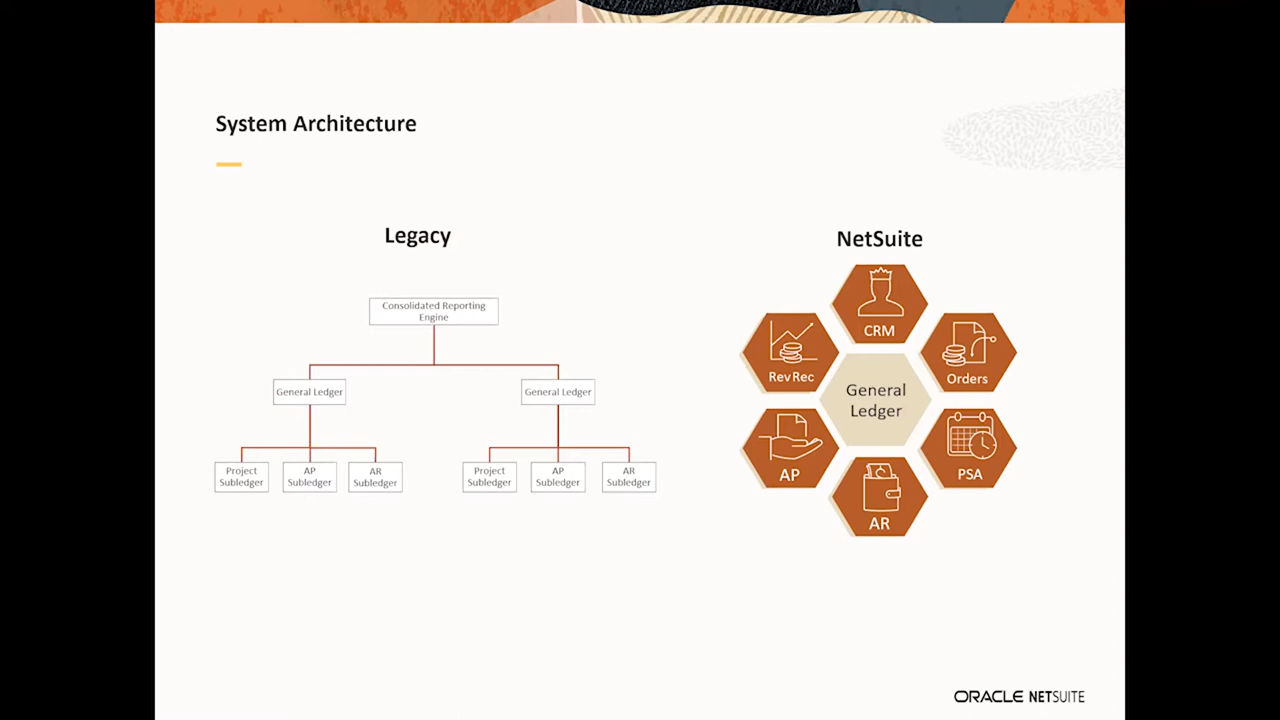 System Architecture
Legacy
Consolidated Reporting
Engine
General Ledger
General Ledger
Project
Subledger
AP
Subledger
AR
Subledger
Project
Subledger
AP
Subledger
AR
Subledger
NetSuite
CRM
Rev Rec
Orders
General
Ledger
AP
PSA
AR
ORACLE NETSUITE